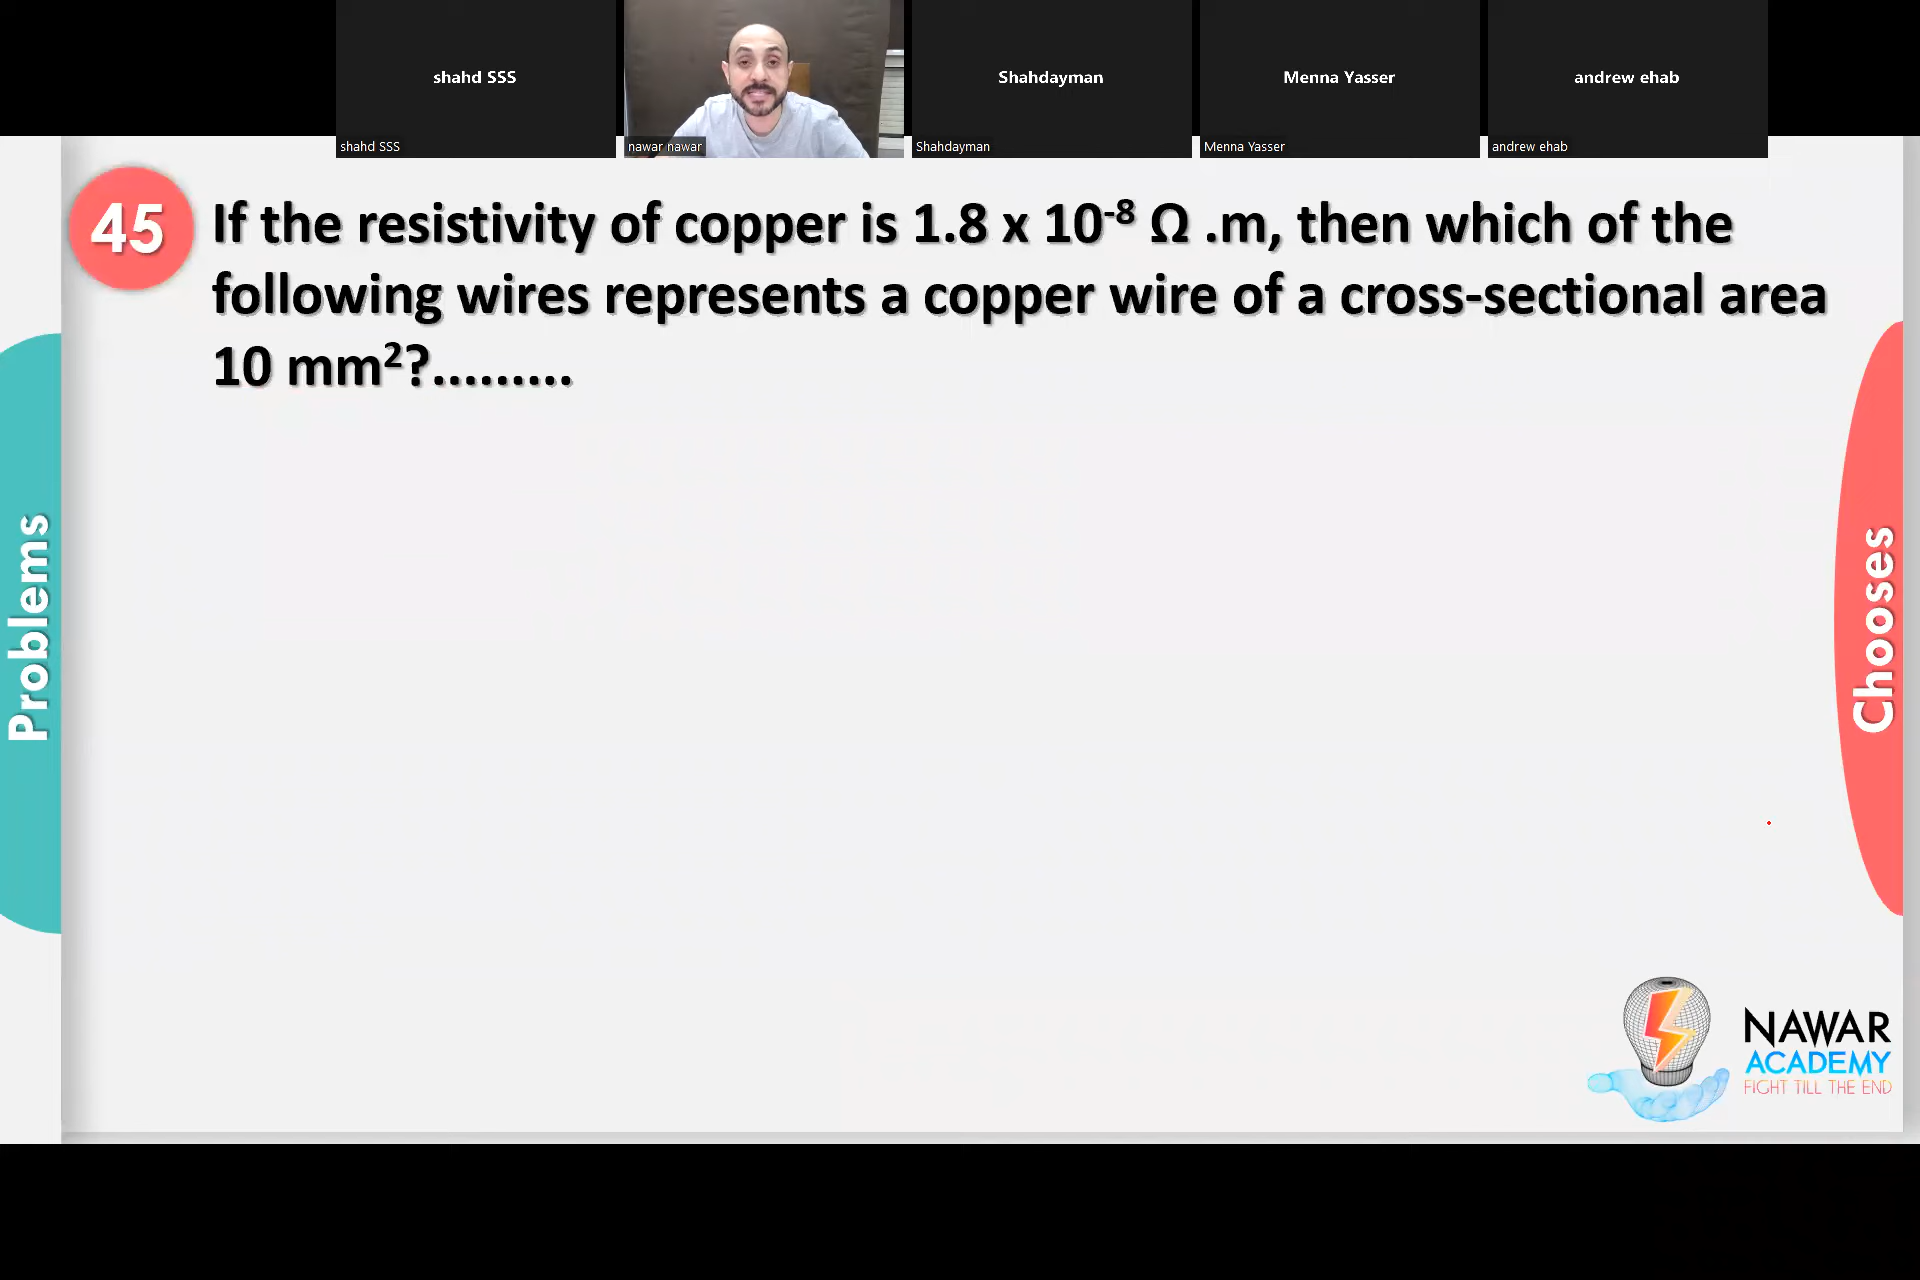 shahd SSS
Shahdayman
Menna Yasser
andrew ehab
shahd SSS
nawar nawar
Shahdayman
Menna Yasser
andrew ehab
45
If the resistivity of copper is 1.8 x 10⁻⁸ Ω .m, then which of the
following wires represents a copper wire of a cross-sectional area
10 mm²?.........
Problems
Chooses
NAWAR
ACADEMY
FIGHT TILL THE END